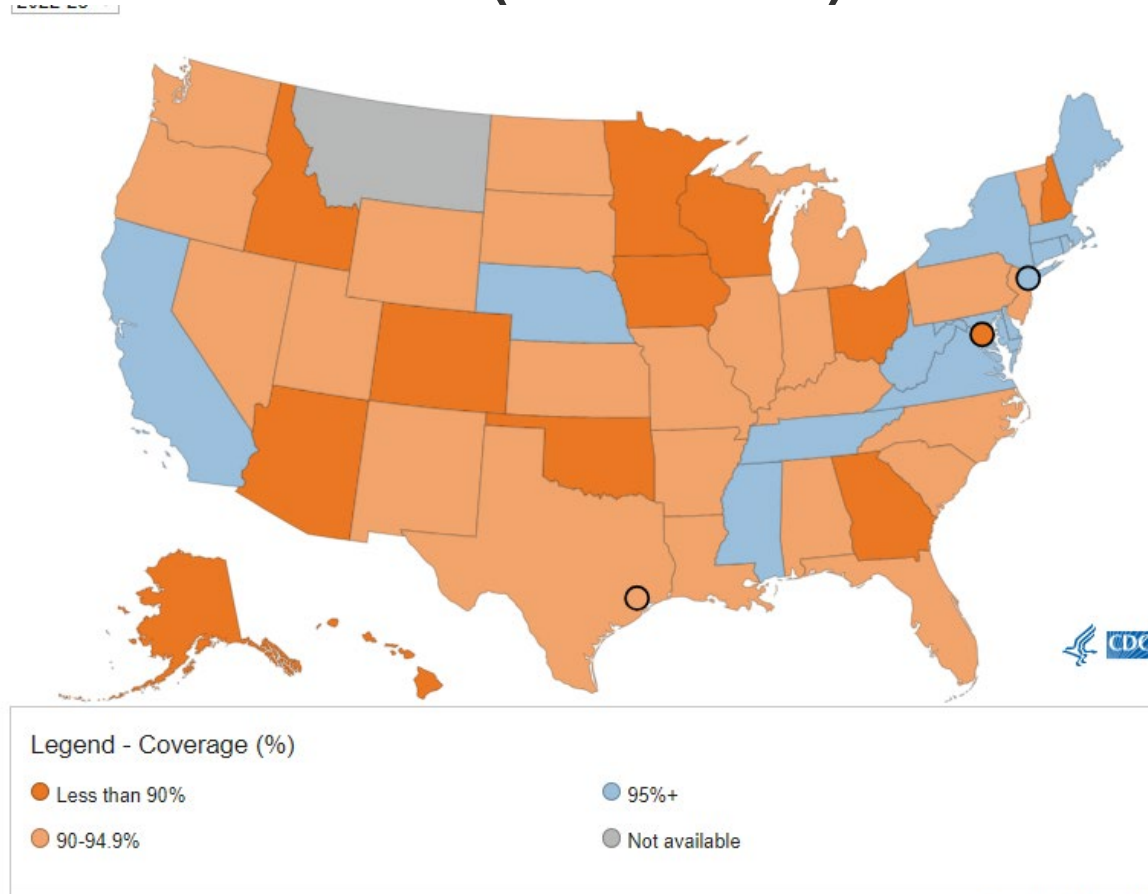 Legend - Coverage (%)
Less than 90%
95%+
90-94.9%
Not available
CDC